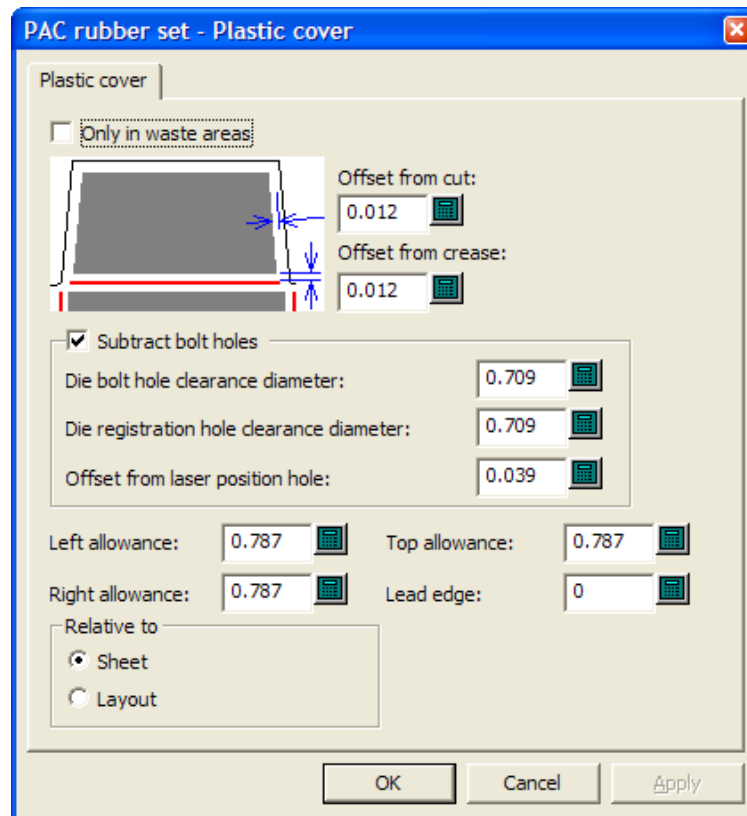 PAC rubber set - Plastic cover
Plastic cover
Only in waste areas
Offset from cut:
0.012
Offset from crease:
0.012
Subtract bolt holes
Die bolt hole clearance diameter: 0.709
Die registration hole clearance diameter: 0.709
Offset from laser position hole: 0.039
Left allowance: 0.787 Top allowance: 0.787
Right allowance: 0.787 Lead edge: 0
Relative to
Sheet
Layout
OK Cancel Apply